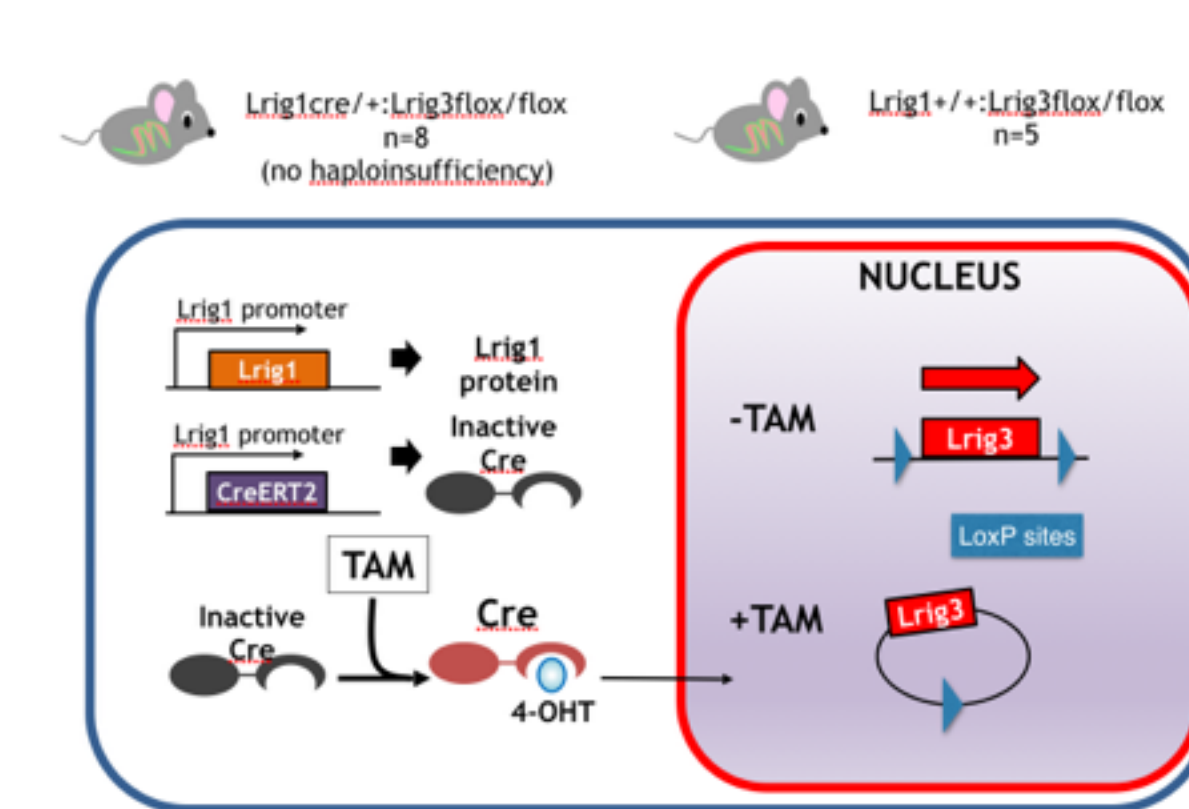 Lrig1cre/+:Lrig3flox/flox
n=8
(no haploinsufficiency)
Lrig1+/+:Lrig3flox/flox
n=5
Lrig1 promoter
Lrig1
Lrig1
protein
Lrig1 promoter
CreERT2
Inactive
Cre
TAM
Inactive
Cre
Cre
4-OHT
NUCLEUS
-TAM
Lrig3
LoxP sites
+TAM
Lrig3